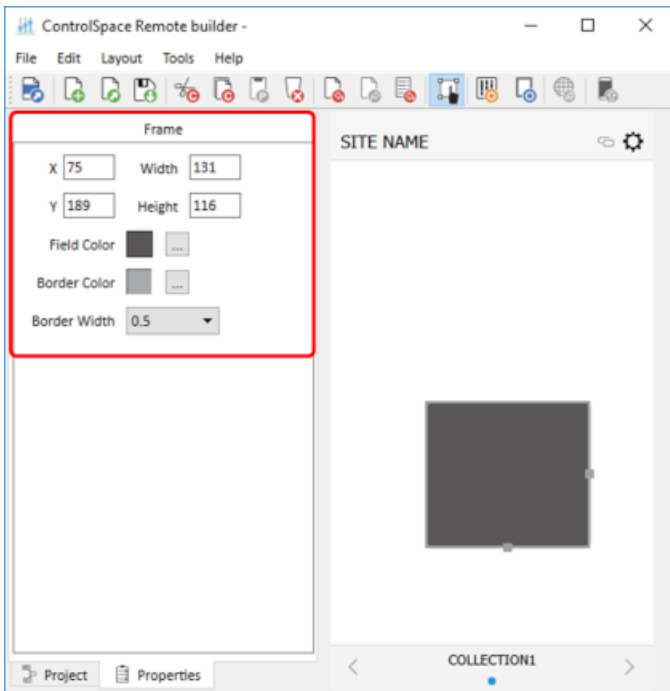 ControlSpace Remote builder -
File Edit Layout Tools Help
Frame
X 75 Width 131
Y 189 Height 116
Field Color ...
Border Color ...
Border Width 0.5
Project Properties
SITE NAME
COLLECTION1